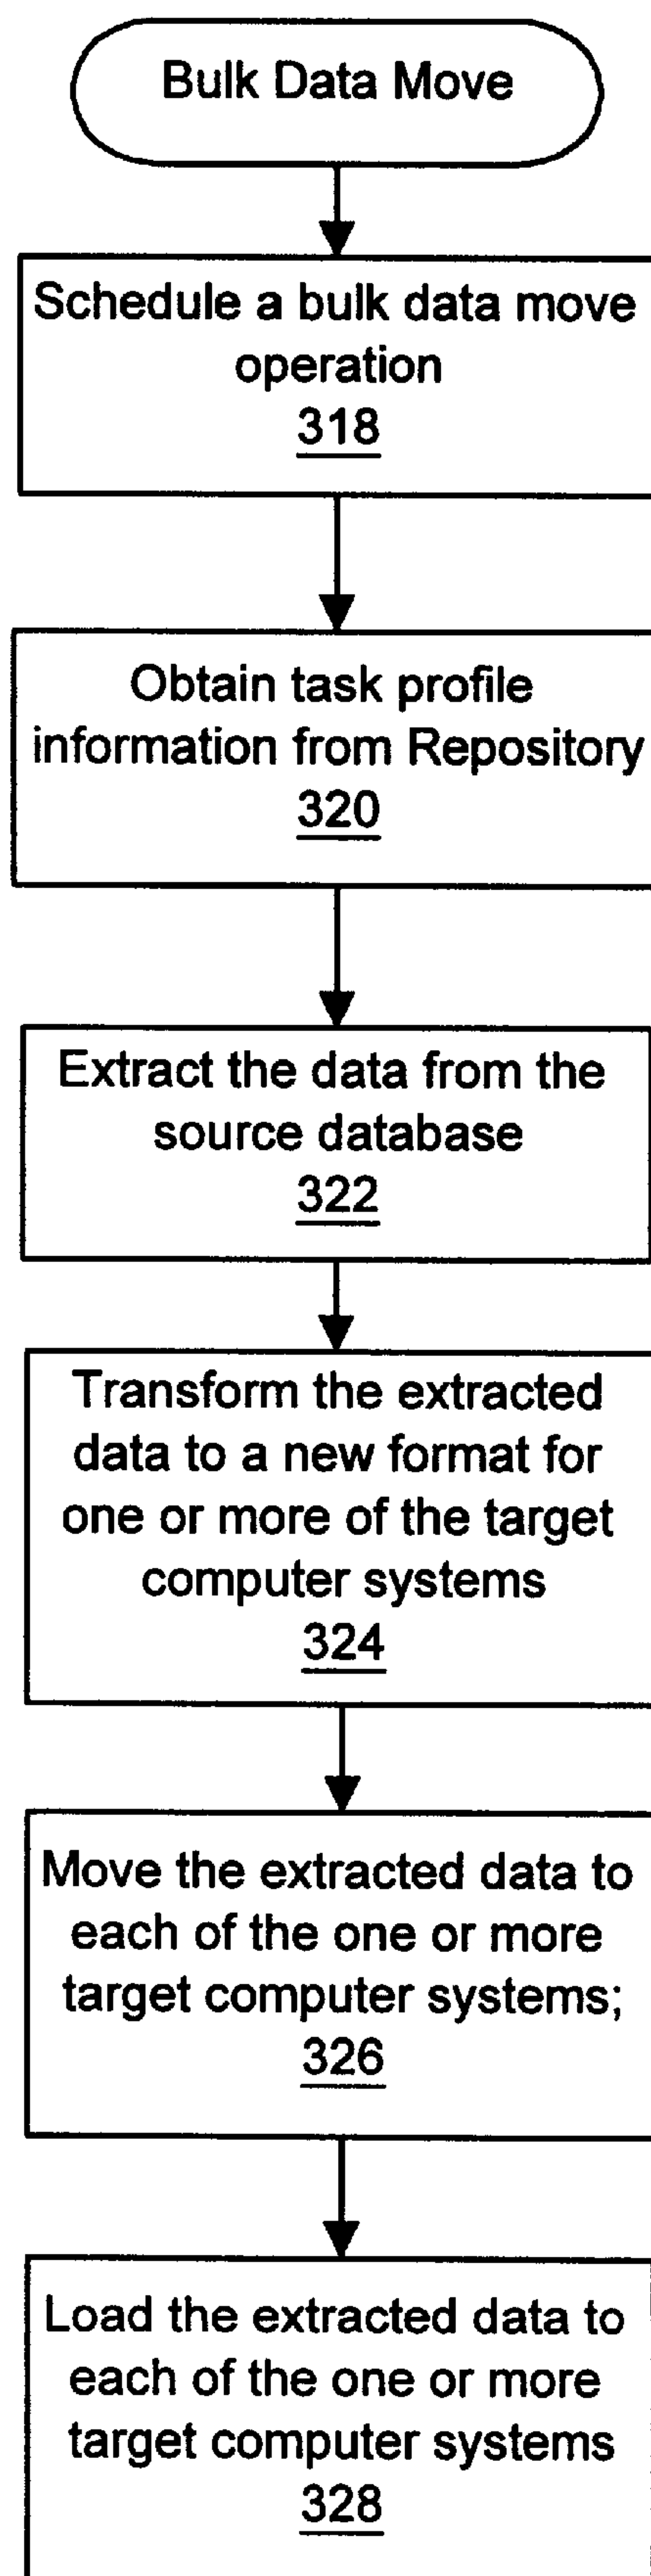 Bulk Data Move
Schedule a bulk data move
operation
318
Obtain task profile
information from Repository
320
Extract the data from the
source database
322
Transform the extracted
data to a new format for
one or more of the target
computer systems
324
Move the extracted data to
each of the one or more
target computer systems;
326
Load the extracted data to
each of the one or more
target computer systems
328